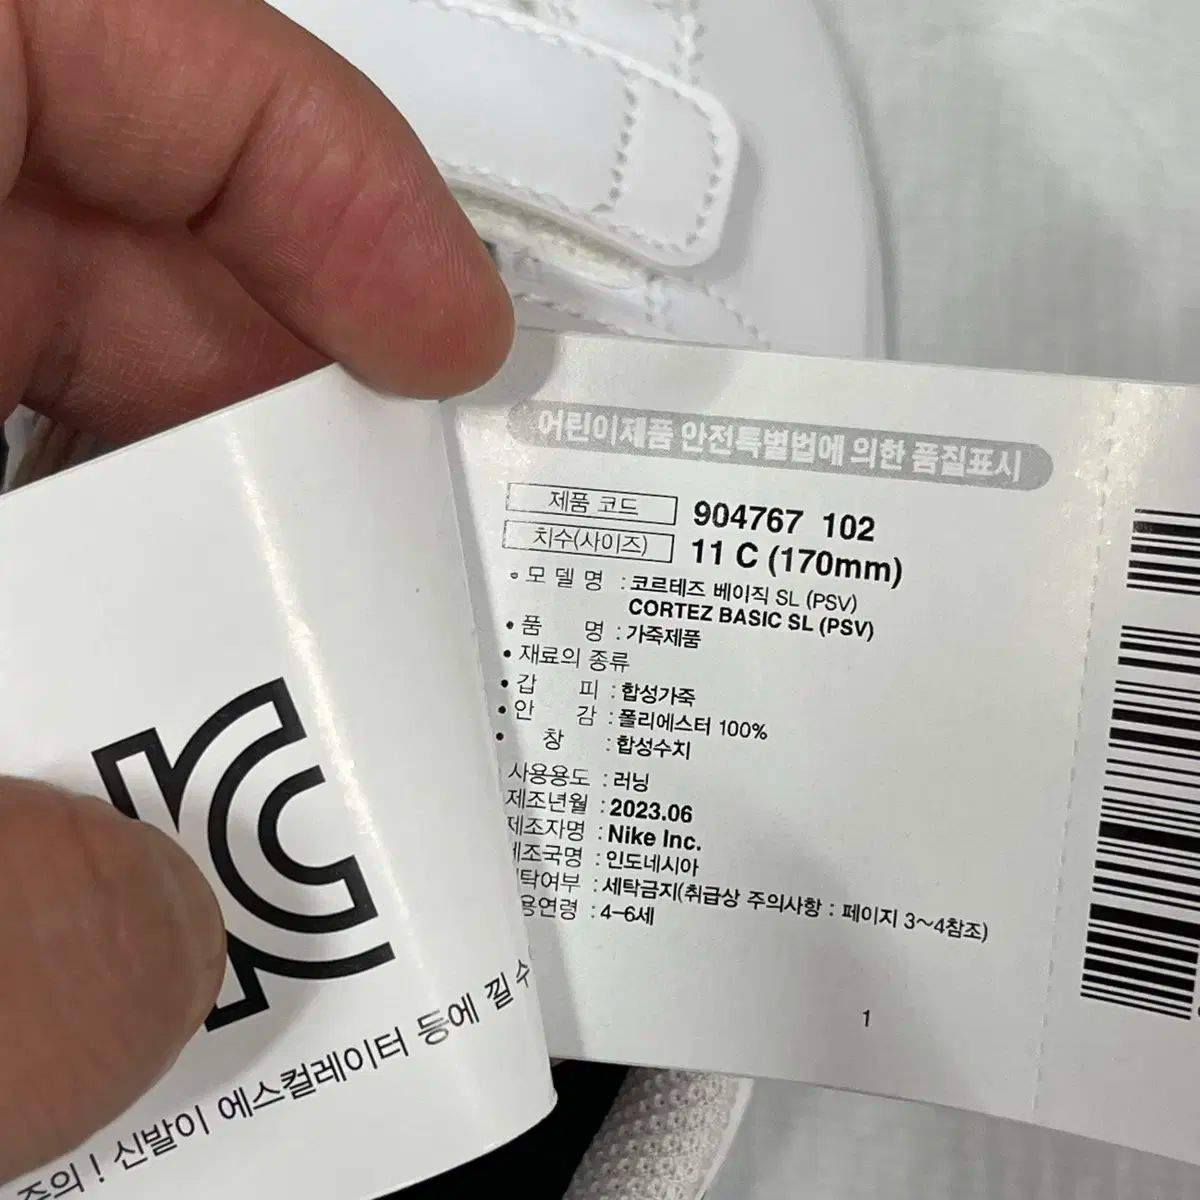 어린이제품 안전특별법에 의한 품질표시
제품 코드 904767 102
치수(사이즈) 11 C (170mm)
• 모 델 명 : 코르테즈 베이직 SL (PSV)
CORTEZ BASIC SL (PSV)
• 품 명 : 가죽제품
• 재료의 종류
• 갑 피 : 합성가죽
• 안 감 : 폴리에스터 100%
• 창 : 합성수지
사용용도 : 러닝
제조년월 : 2023.06
제조자명 : Nike Inc.
제조국명 : 인도네시아
세탁여부 : 세탁금지(취급상 주의사항 : 페이지 3~4참조)
용연령 : 4-6세
1
KC
주의 ! 신발이 에스컬레이터 등에 낄 수